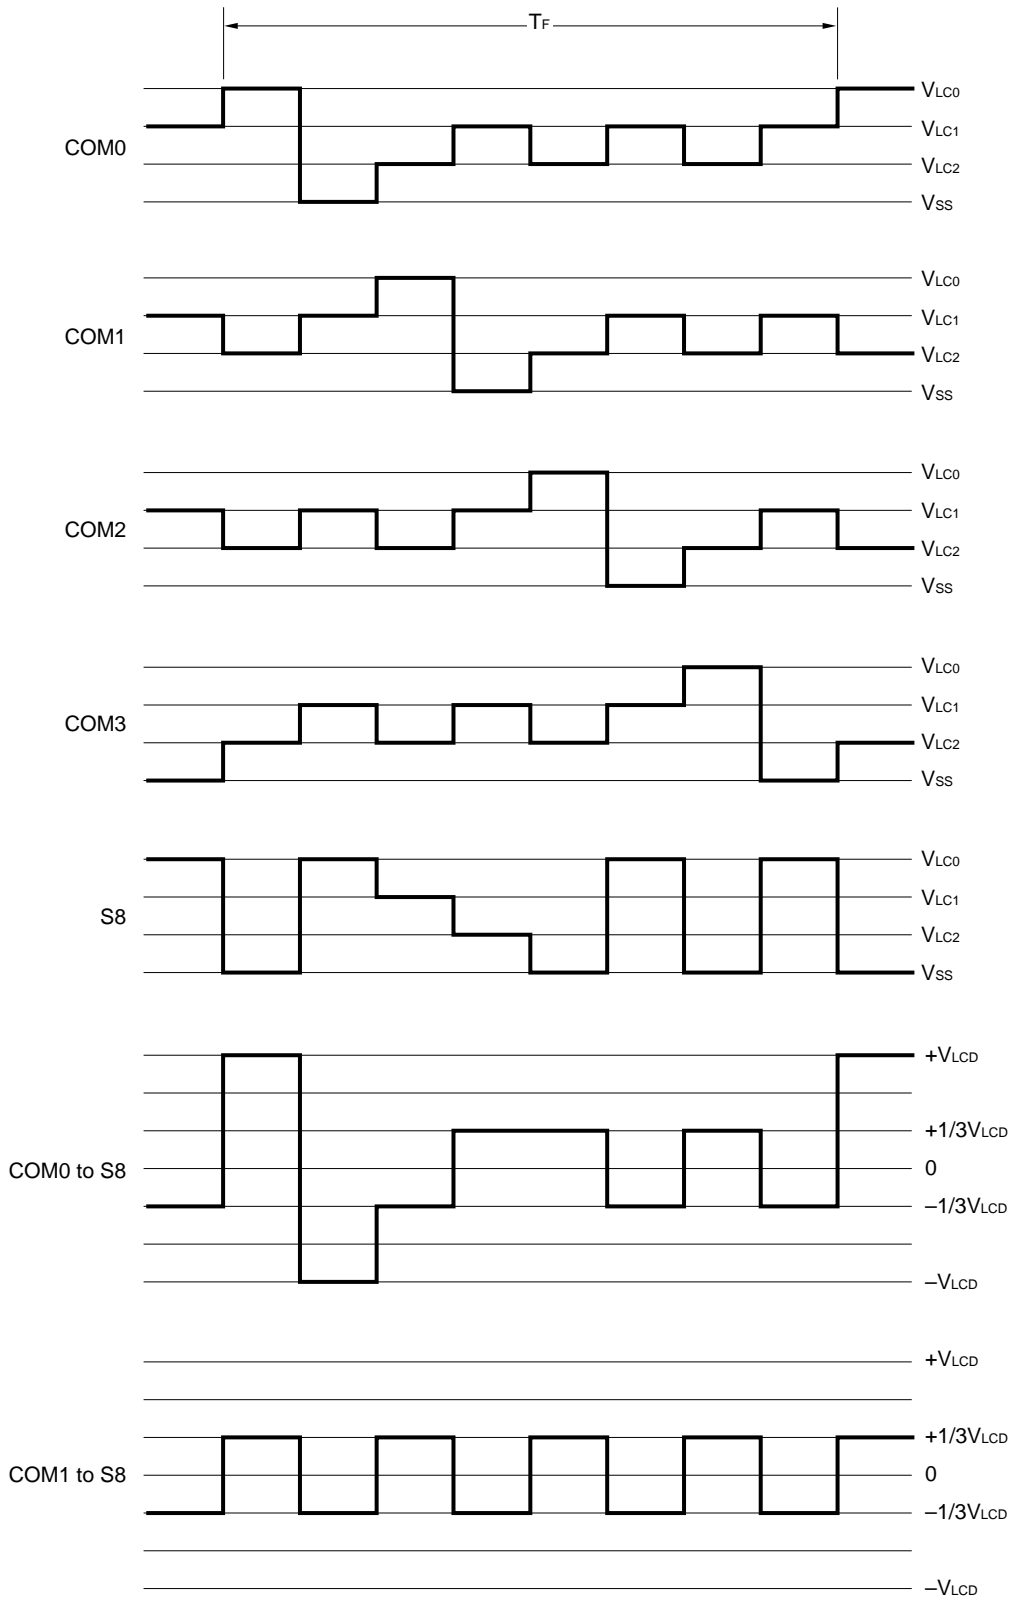 TF
VLC0
VLC1
COM0
VLC2
VSS
VLC0
VLC1
COM1
VLC2
VSS
VLC0
VLC1
COM2
VLC2
VSS
VLC0
VLC1
COM3
VLC2
VSS
VLC0
VLC1
S8
VLC2
VSS
+VLCD
+1/3VLCD
COM0 to S8
0
–1/3VLCD
–VLCD
+VLCD
+1/3VLCD
COM1 to S8
0
–1/3VLCD
–VLCD